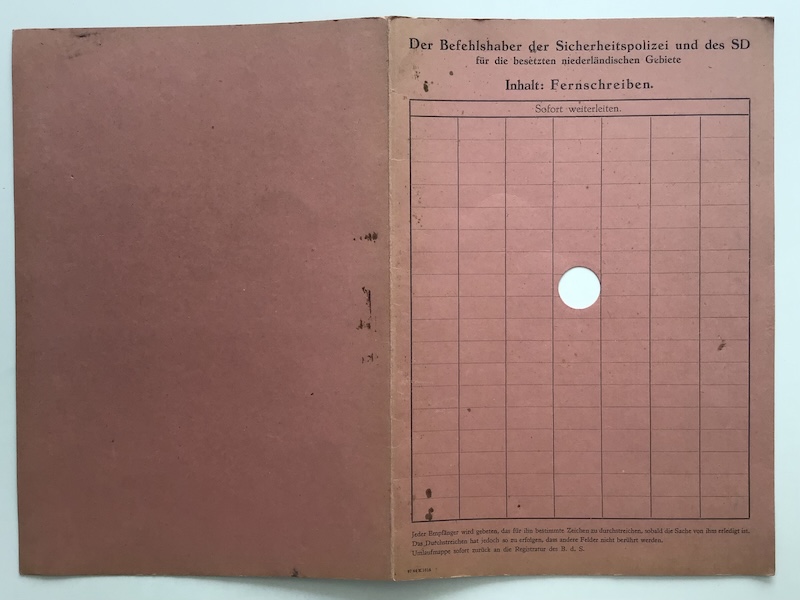 Der Befehlshaber der Sicherheitspolizei und des SD
für die besetzten niederländischen Gebiete
Inhalt: Fernschreiben.
Sofort weiterleiten.
Jeder Empfänger wird gebeten, das für ihn bestimmte Zeichen zu durchstreichen, sobald die Sache von ihm erledigt ist.
Das Durchstreichen hat jedoch so zu erfolgen, dass andere Felder nicht berührt werden.
Umlaufmappe sofort zurück an die Registratur des B. d. S.